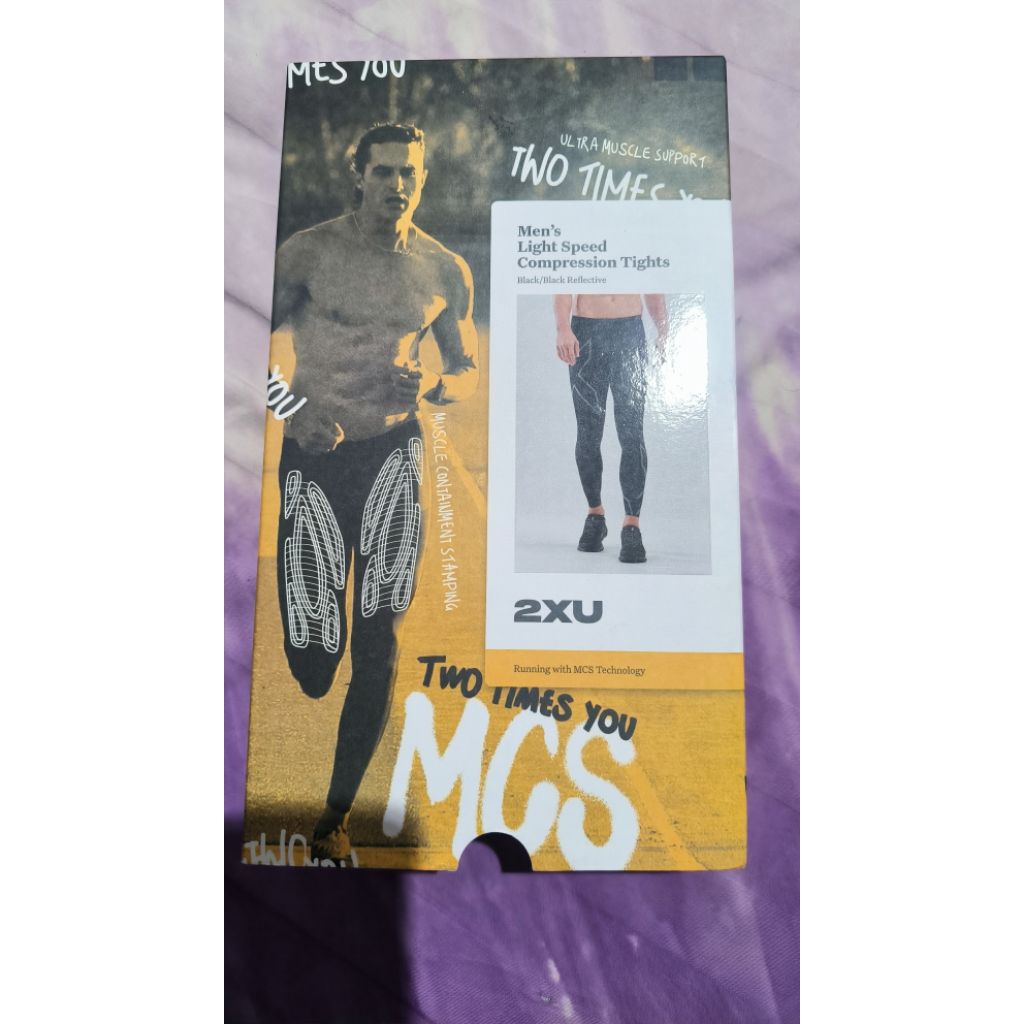 MES YOU
ULTRA MUSCLE SUPPORT
TWO TIMES
Men's
Light Speed
Compression Tights
Black/Black Reflective
YOU
MUSCLE CONTAINMENT STAMPING
2XU
Running with MCS Technology
TWO TIMES YOU
MCS